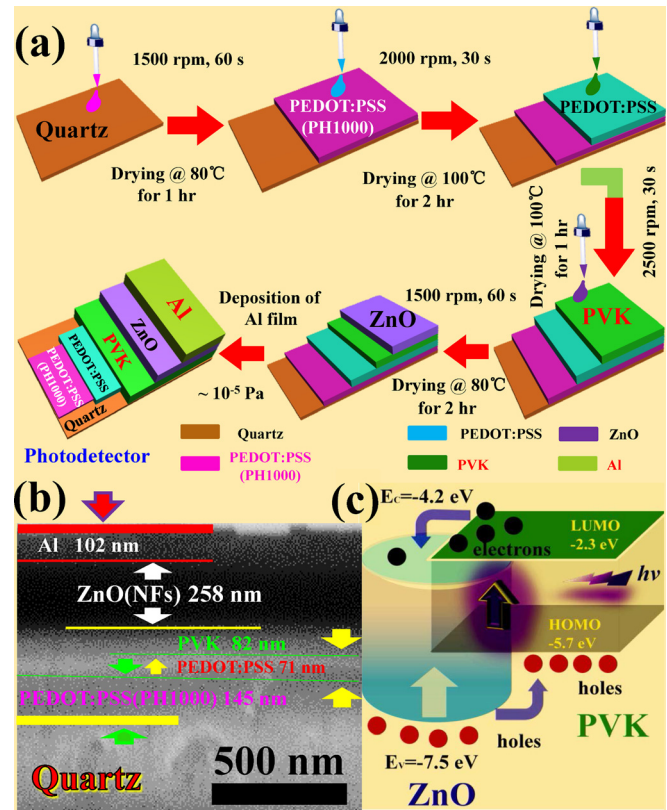 (a)
1500 rpm, 60 s
2000 rpm, 30 s
Quartz
PEDOT:PSS
(PH1000)
PEDOT:PSS
Drying @ 80℃
for 1 hr
Drying @ 100℃
for 2 hr
2500 rpm, 30 s
Drying @ 100℃
for 1 hr
PVK
1500 rpm, 60 s
ZnO
Drying @ 80℃
for 2 hr
Deposition of
Al film
~ 10-5 Pa
Al
ZnO
PVK
PEDOT:PSS
PEDOT:PSS
(PH1000)
Quartz
Photodetector
Quartz
PEDOT:PSS
ZnO
PEDOT:PSS
(PH1000)
PVK
Al
(b)
Al 102 nm
ZnO(NFs) 258 nm
PVK 82 nm
PEDOT:PSS 71 nm
PEDOT:PSS(PH1000) 145 nm
Quartz
500 nm
(c)
EC=-4.2 eV
electrons
LUMO
-2.3 eV
hν
HOMO
-5.7 eV
holes
holes
PVK
EV=-7.5 eV
ZnO